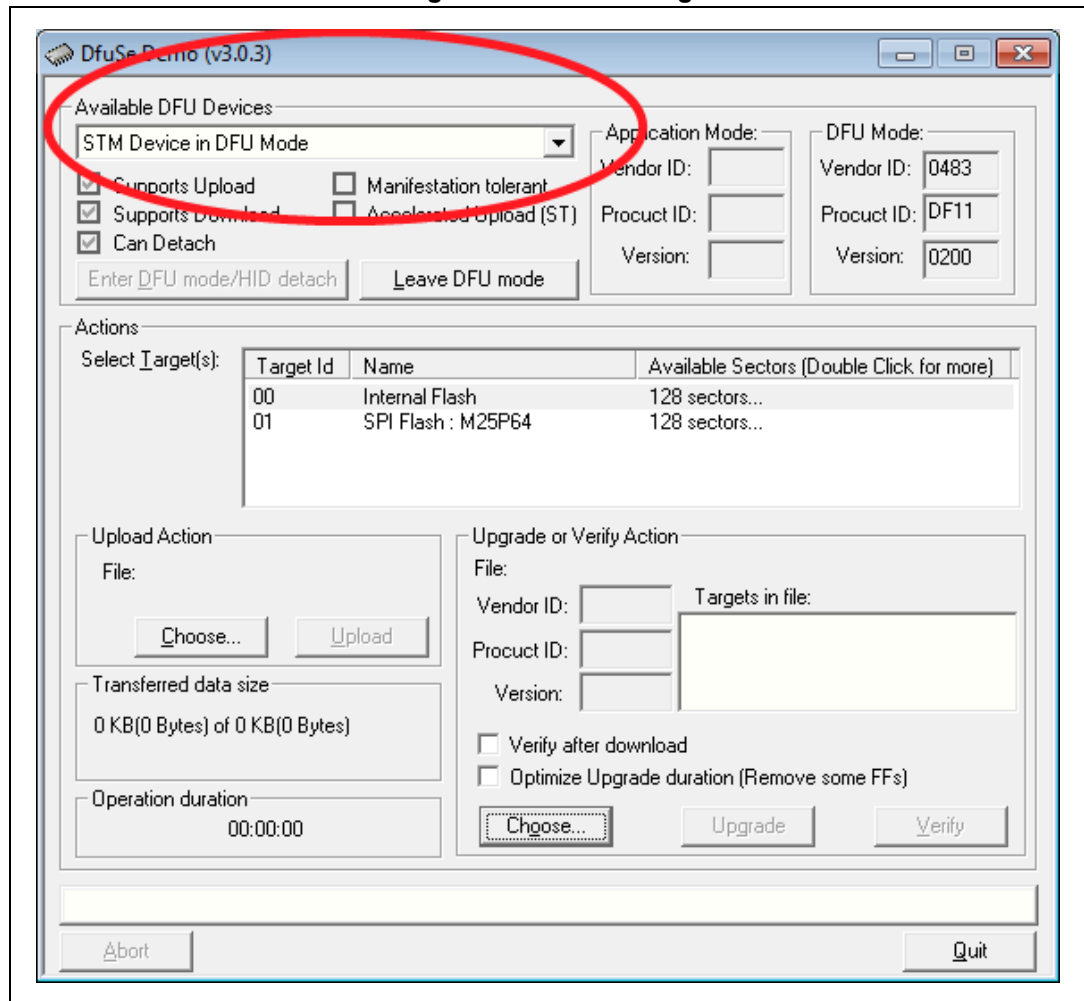 DfuSe Demo (v3.0.3)
Available DFU Devices
STM Device in DFU Mode
Supports Upload
Manifestation tolerant
Supports Download
Accelerated Upload (ST)
Can Detach
Enter DFU mode/HID detach
Leave DFU mode
Application Mode:
Vendor ID:
Procuct ID:
Version:
DFU Mode:
Vendor ID: 0483
Procuct ID: DF11
Version: 0200
Actions
Select Target(s):
Target Id Name Available Sectors (Double Click for more)
00 Internal Flash 128 sectors...
01 SPI Flash : M25P64 128 sectors...
Upload Action
File:
Choose...
Upload
Transferred data size
0 KB(0 Bytes) of 0 KB(0 Bytes)
Operation duration
00:00:00
Upgrade or Verify Action
File:
Vendor ID:
Procuct ID:
Version:
Targets in file:
Verify after download
Optimize Upgrade duration (Remove some FFs)
Choose...
Upgrade
Verify
Abort
Quit